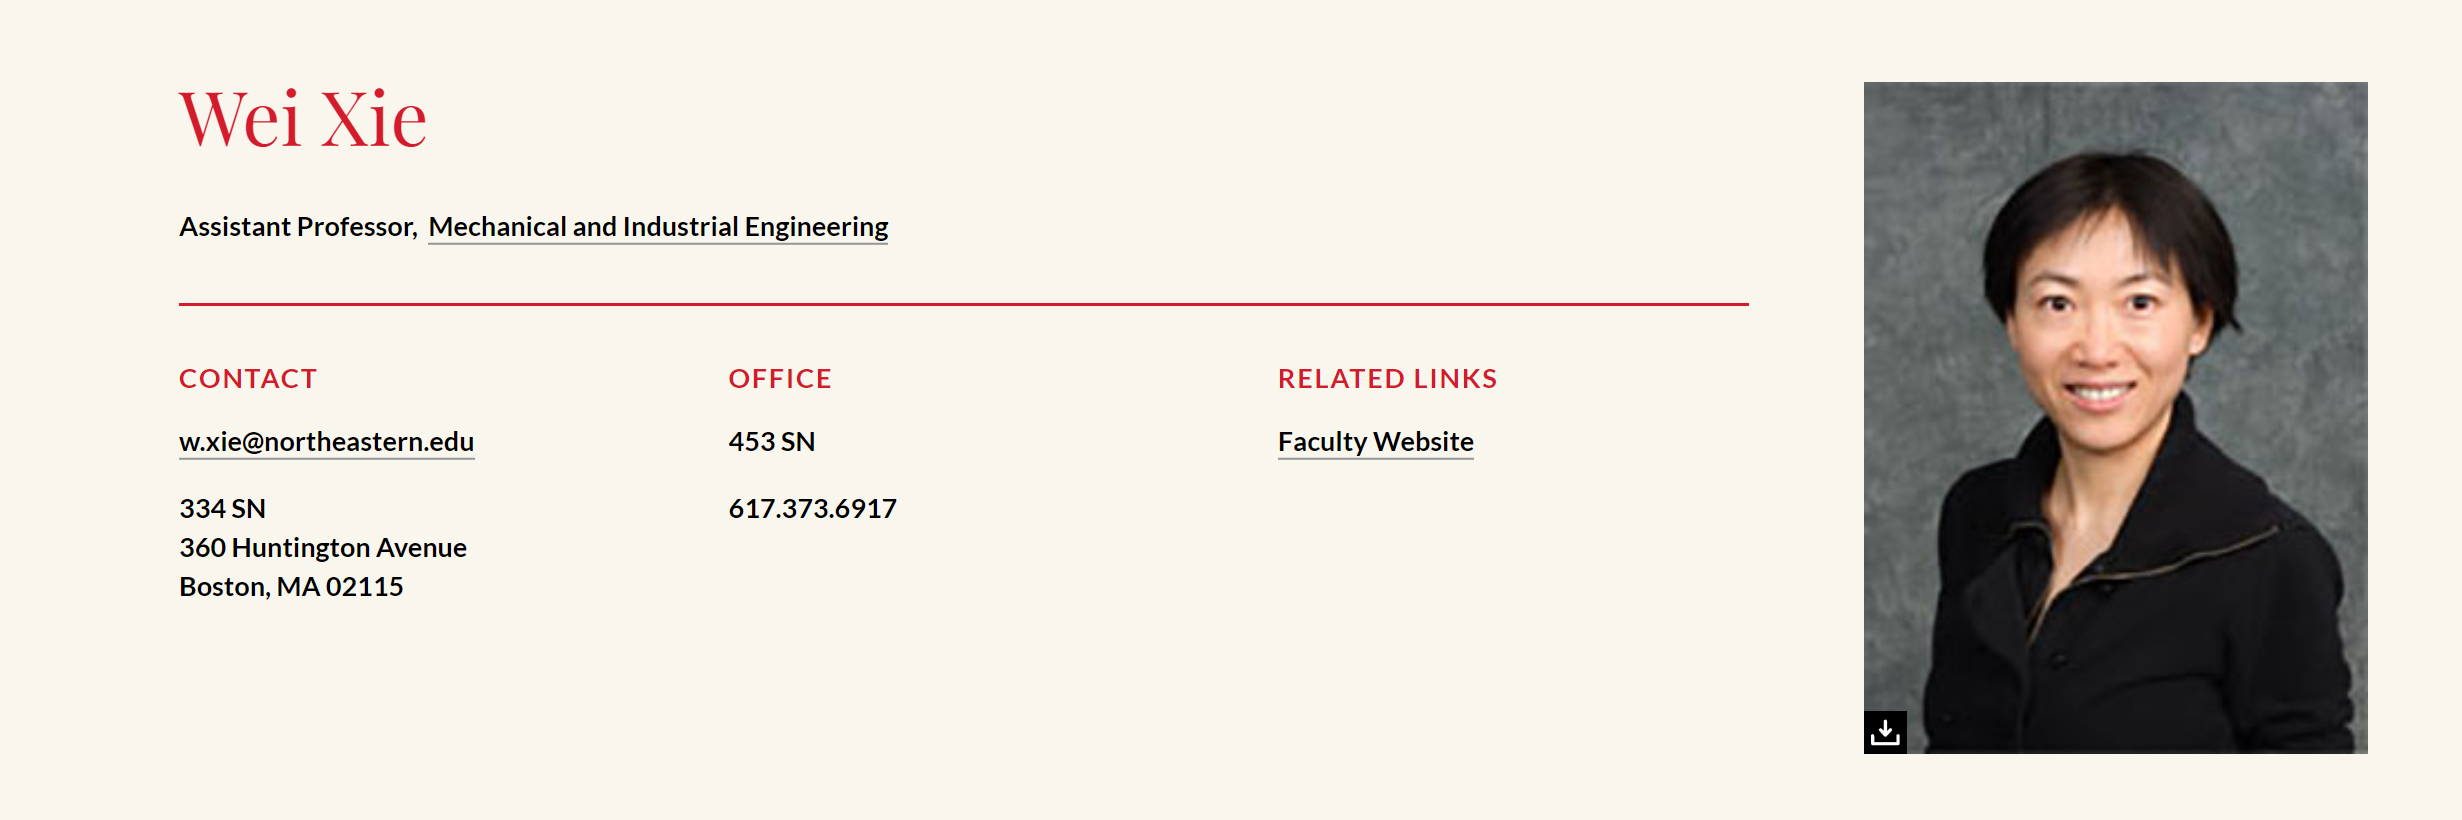 Wei Xie
Assistant Professor, Mechanical and Industrial Engineering
CONTACT
w.xie@northeastern.edu
334 SN
360 Huntington Avenue
Boston, MA 02115
OFFICE
453 SN
617.373.6917
RELATED LINKS
Faculty Website